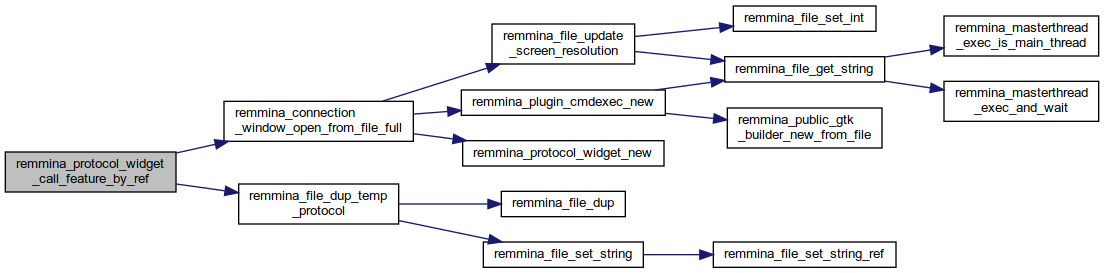 remmina_protocol_widget
_call_feature_by_ref
remmina_connection
_window_open_from_file_full
remmina_file_update
_screen_resolution
remmina_file_set_int
remmina_file_get_string
remmina_masterthread
_exec_is_main_thread
remmina_masterthread
_exec_and_wait
remmina_plugin_cmdexec_new
remmina_public_gtk
_builder_new_from_file
remmina_protocol_widget_new
remmina_file_dup_temp
_protocol
remmina_file_dup
remmina_file_set_string
remmina_file_set_string_ref